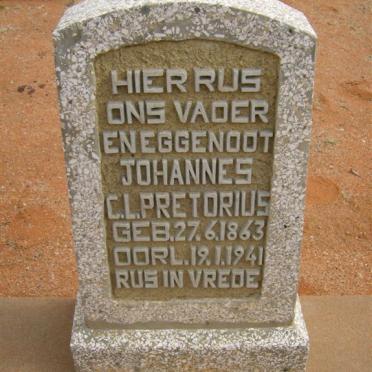 HIER RUS
ONS VADER
EN EGGENOOT
JOHANNES
C.L. PRETORIUS
GEB. 27.6.1863
OORL. 19.1.1941
RUS IN VREDE